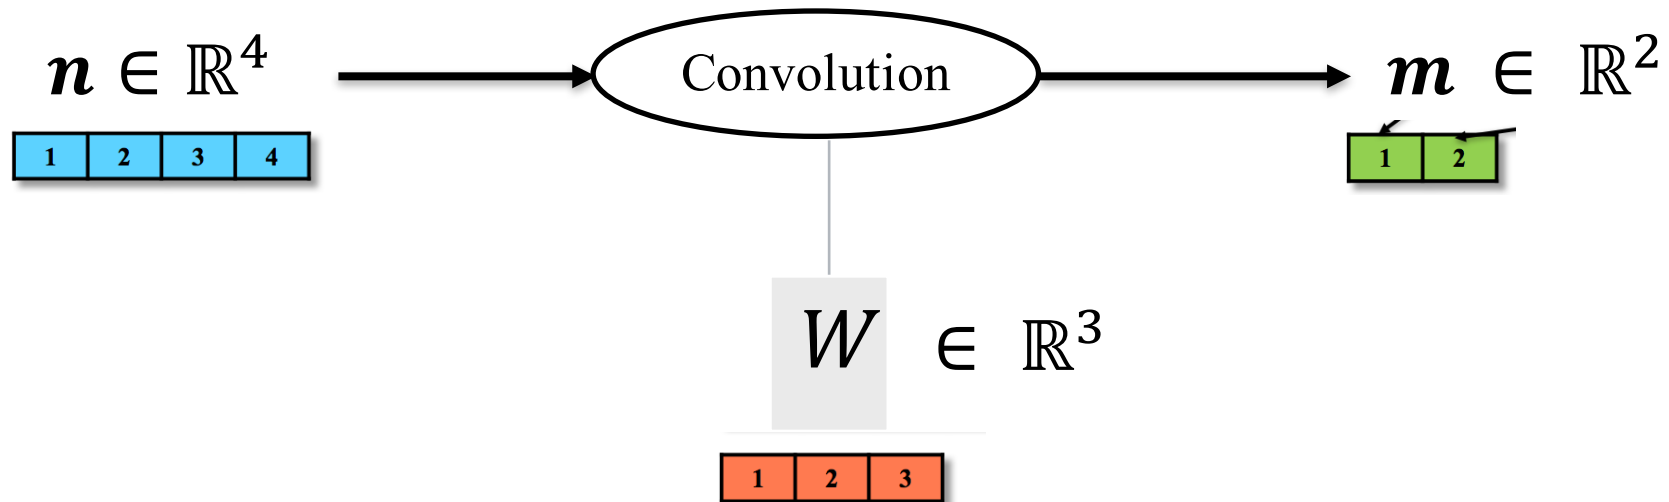 n ∈ ℝ⁴ Convolution m ∈ ℝ²
1 2 3 4 1 2
W ∈ ℝ³
1 2 3